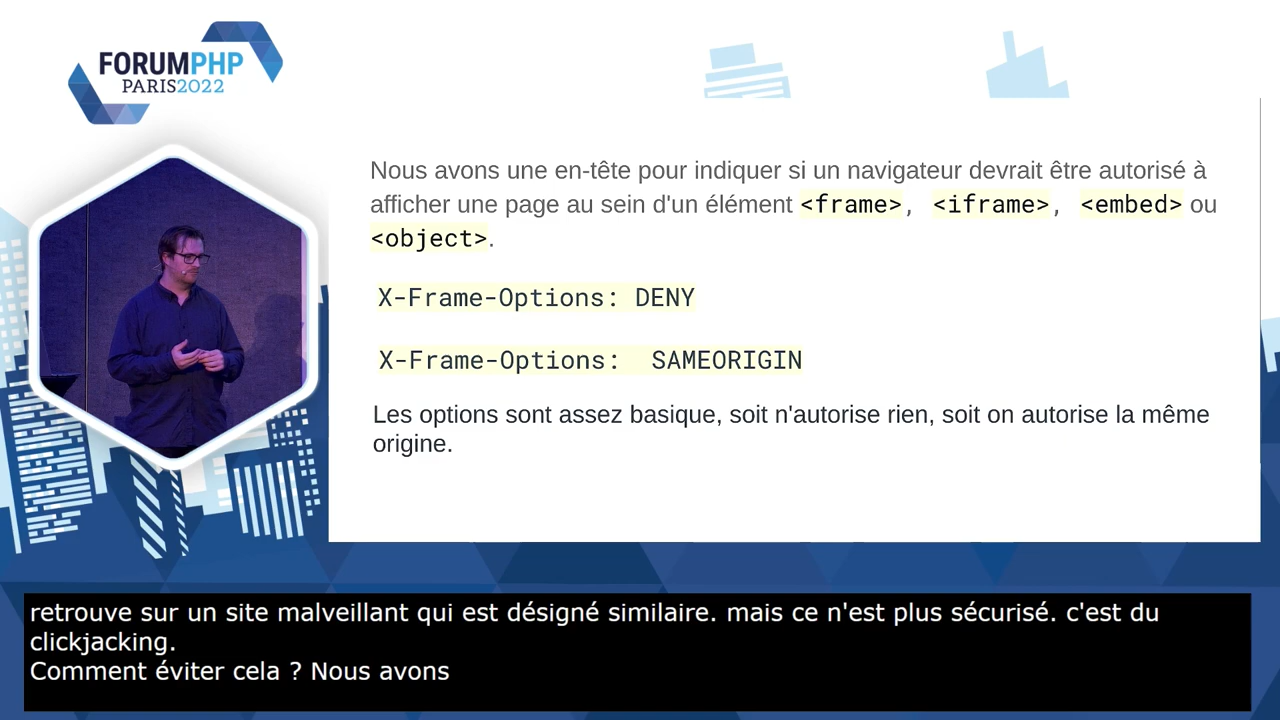 FORUMPHP
PARIS2022
Nous avons une en-tête pour indiquer si un navigateur devrait être autorisé à
afficher une page au sein d'un élément <frame>, <iframe>, <embed> ou
<object>.
X-Frame-Options: DENY
X-Frame-Options: SAMEORIGIN
Les options sont assez basique, soit n'autorise rien, soit on autorise la même
origine.
retrouve sur un site malveillant qui est désigné similaire. mais ce n'est plus sécurisé. c'est du
clickjacking.
Comment éviter cela ? Nous avons